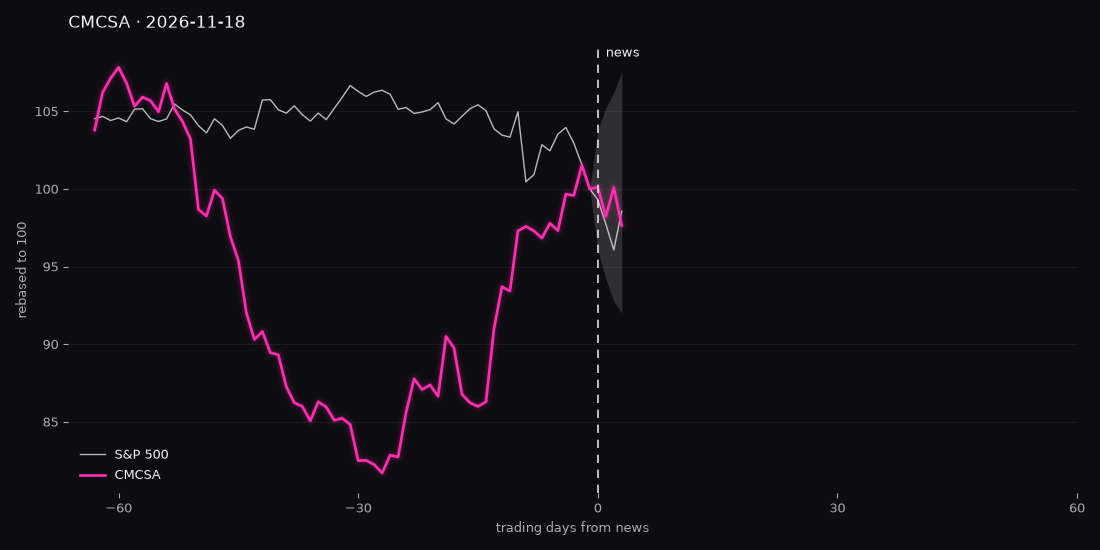 CMCSA · 2026-11-18
news
105
100
95
90
85
rebased to 100
S&P 500
CMCSA
−60
−30
0
30
60
trading days from news